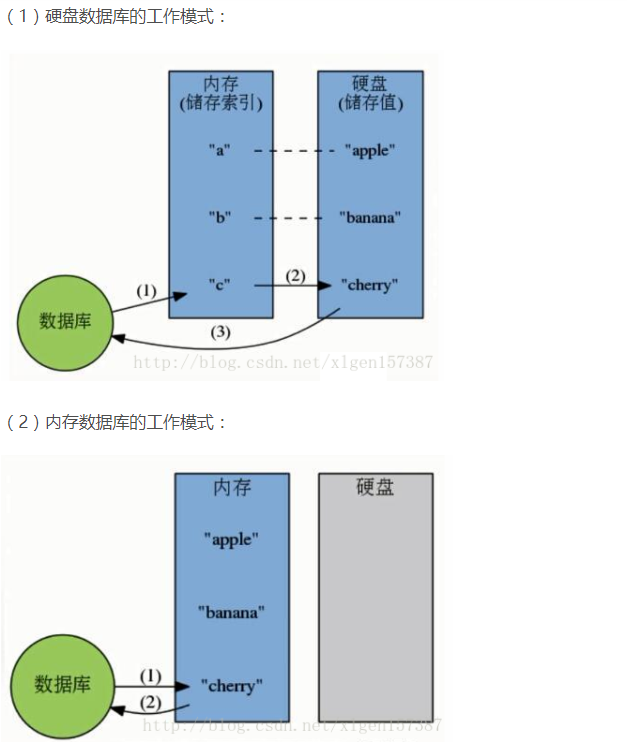 （1）硬盘数据库的工作模式：
内存
(储存索引)
硬盘
(储存值)
"a"
"apple"
"b"
"banana"
"c"
(2)
"cherry"
(1)
数据库
(3)
http://blog.csdn.net/xlgen157387
（2）内存数据库的工作模式：
内存
硬盘
"apple"
"banana"
数据库
(1)
"cherry"
(2)
http://blog.csdn.net/xlgen157387